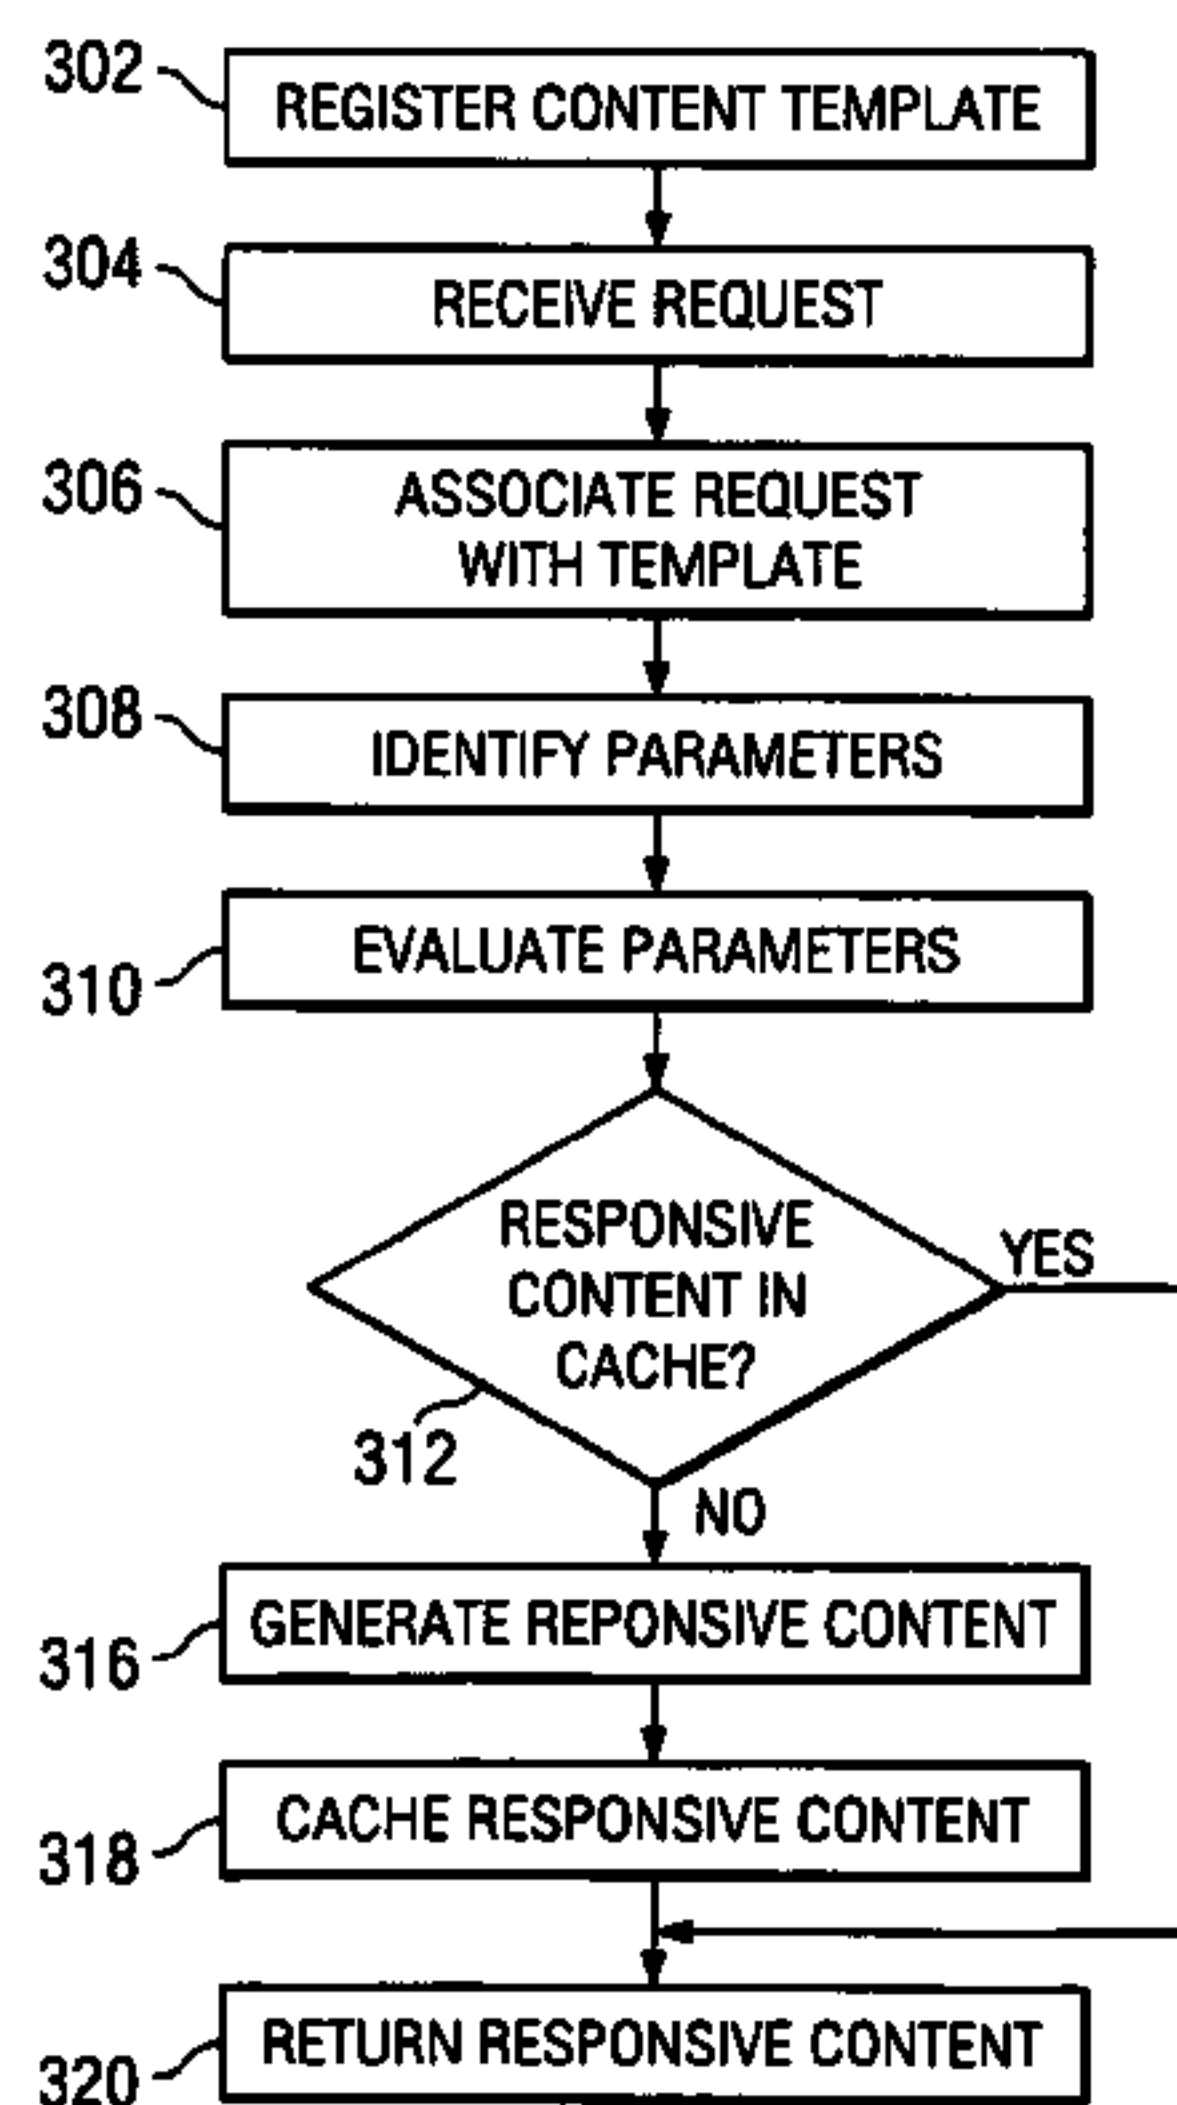 302
REGISTER CONTENT TEMPLATE
304
RECEIVE REQUEST
306
ASSOCIATE REQUEST
WITH TEMPLATE
308
IDENTIFY PARAMETERS
310
EVALUATE PARAMETERS
RESPONSIVE
CONTENT IN
CACHE?
YES
312
NO
316
GENERATE REPONSIVE CONTENT
318
CACHE RESPONSIVE CONTENT
320
RETURN RESPONSIVE CONTENT